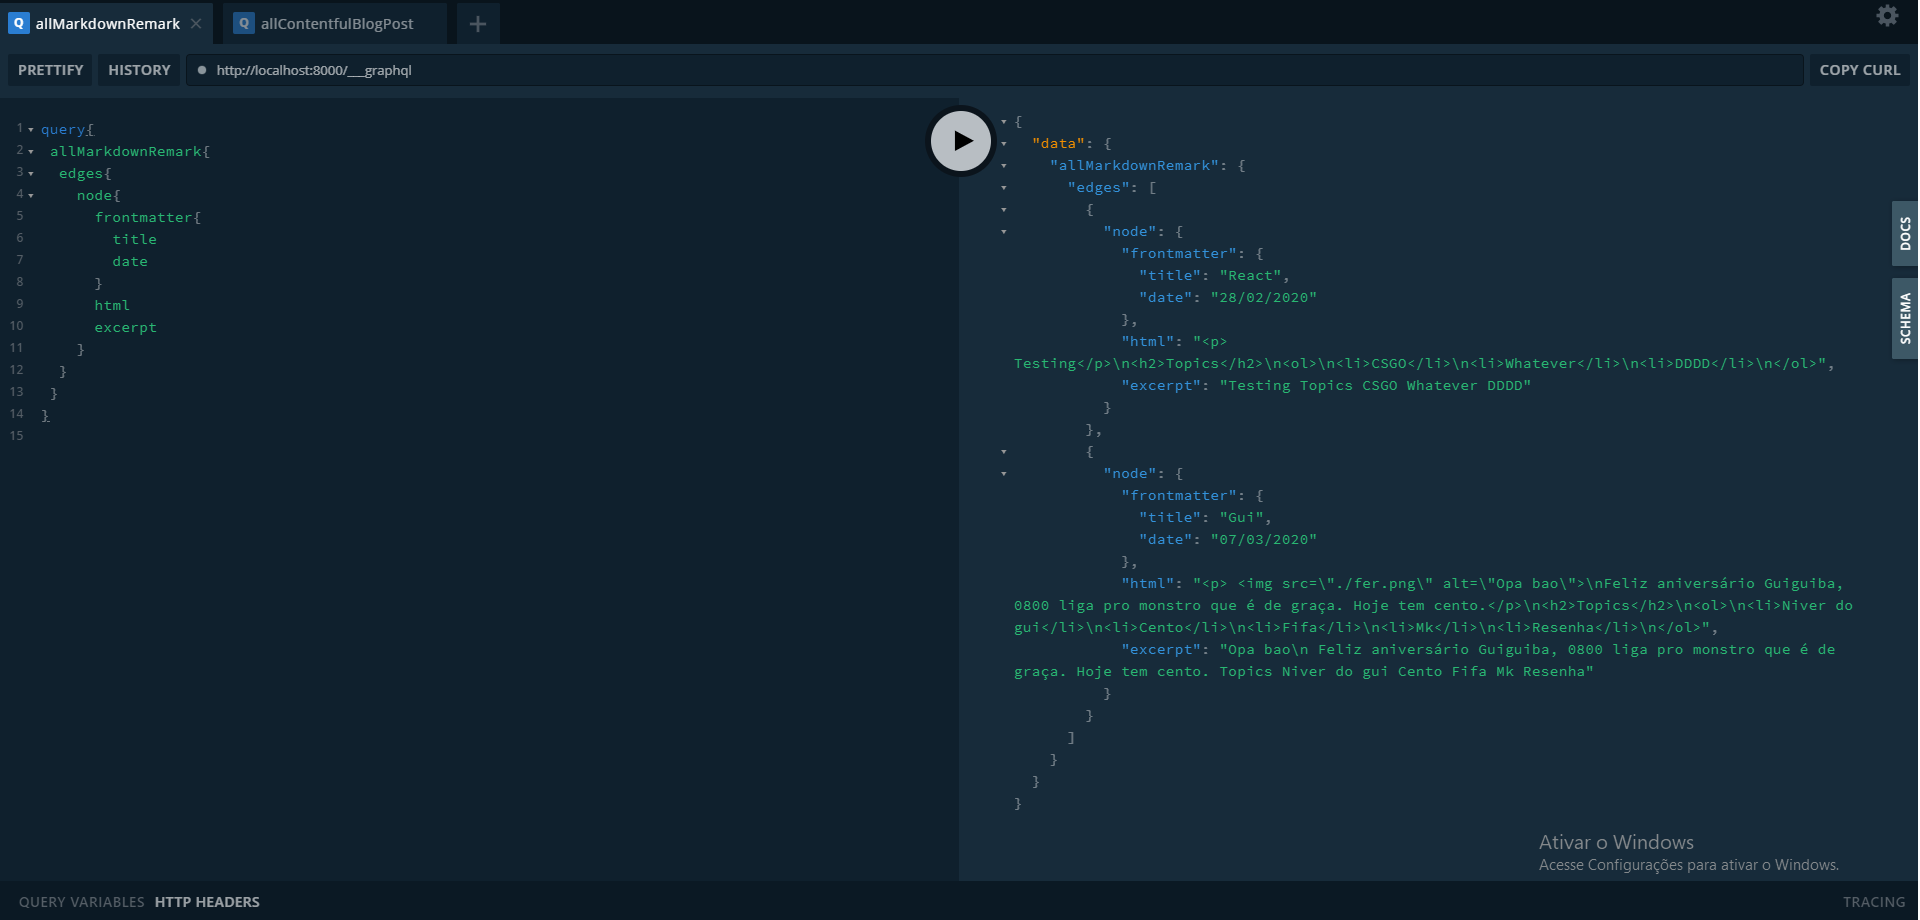 Q allMarkdownRemark ×
Q allContentfulBlogPost
+
PRETTIFY HISTORY http://localhost:8000/___graphql COPY CURL
1 query{
2 allMarkdownRemark{
3 edges{
4 node{
5 frontmatter{
6 title
7 date
8 }
9 html
10 excerpt
11 }
12 }
13 }
14 }
15
{
"data": {
"allMarkdownRemark": {
"edges": [
{
"node": {
"frontmatter": {
"title": "React",
"date": "28/02/2020"
},
"html": "<p>
Testing</p>\n<h2>Topics</h2>\n<ol>\n<li>CSGO</li>\n<li>Whatever</li>\n<li>DDDD</li>\n</ol>",
"excerpt": "Testing Topics CSGO Whatever DDDD"
}
},
{
"node": {
"frontmatter": {
"title": "Gui",
"date": "07/03/2020"
},
"html": "<p> <img src=\"./fer.png\" alt=\"Opa bao\">\nFeliz aniversário Guiguiba,
0800 liga pro monstro que é de graça. Hoje tem cento.</p>\n<h2>Topics</h2>\n<ol>\n<li>Niver do
gui</li>\n<li>Cento</li>\n<li>Fifa</li>\n<li>Mk</li>\n<li>Resenha</li>\n</ol>",
"excerpt": "Opa bao\n Feliz aniversário Guiguiba, 0800 liga pro monstro que é de
graça. Hoje tem cento. Topics Niver do gui Cento Fifa Mk Resenha"
}
}
]
}
}
}
DOCS
SCHEMA
Ativar o Windows
Acesse Configurações para ativar o Windows.
QUERY VARIABLES HTTP HEADERS
TRACING